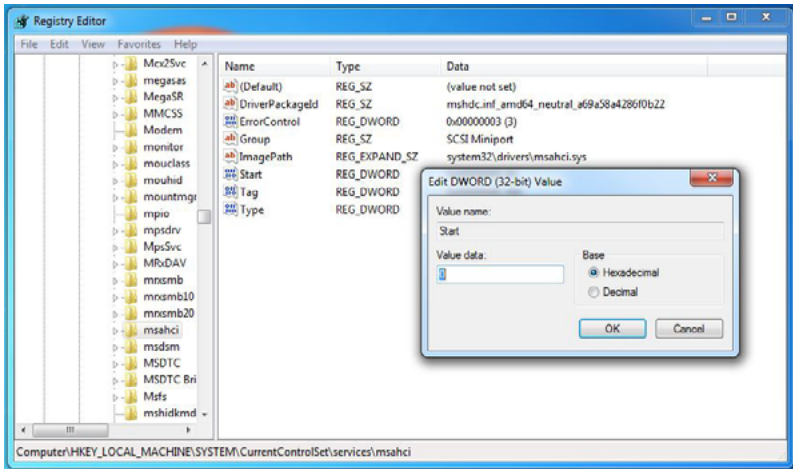 Registry Editor
File Edit View Favorites Help
Mcx2Svc
megasas
MegaSR
MMCSS
Modem
monitor
mouclass
mouhid
mountmgr
mpio
mpsdrv
MpsSvc
MRxDAV
mrxsmb
mrxsmb10
mrxsmb20
msahci
msdsm
MSDTC
MSDTC Bri
Msfs
mshidkmd
Name Type Data
(Default) REG_SZ (value not set)
DriverPackageId REG_SZ mshdc.inf_amd64_neutral_a69a58a4286f0b22
ErrorControl REG_DWORD 0x00000003 (3)
Group REG_SZ SCSI Miniport
ImagePath REG_EXPAND_SZ system32\drivers\msahci.sys
Start REG_DWORD
Tag REG_DWORD
Type REG_DWORD
Edit DWORD (32-bit) Value
Value name:
Start
Value data:
0
Base
Hexadecimal
Decimal
OK Cancel
Computer\HKEY_LOCAL_MACHINE\SYSTEM\CurrentControlSet\services\msahci